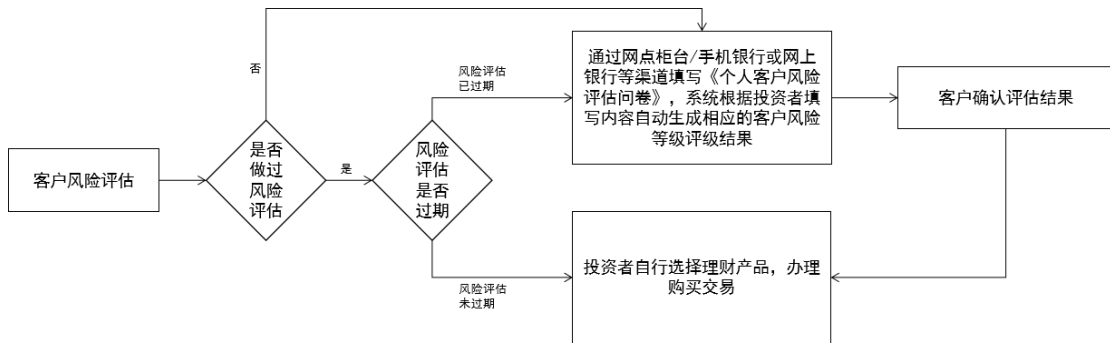 否
通过网点柜台/手机银行或网上
银行等渠道填写《个人客户风险
评估问卷》，系统根据投资者填
写内容自动生成相应的客户风险
等级评级结果
风险评估
已过期
客户确认评估结果
客户风险评估
是否
做过
风险
评估
是
风险
评估
是否
过期
投资者自行选择理财产品，办理
购买交易
风险评估
未过期